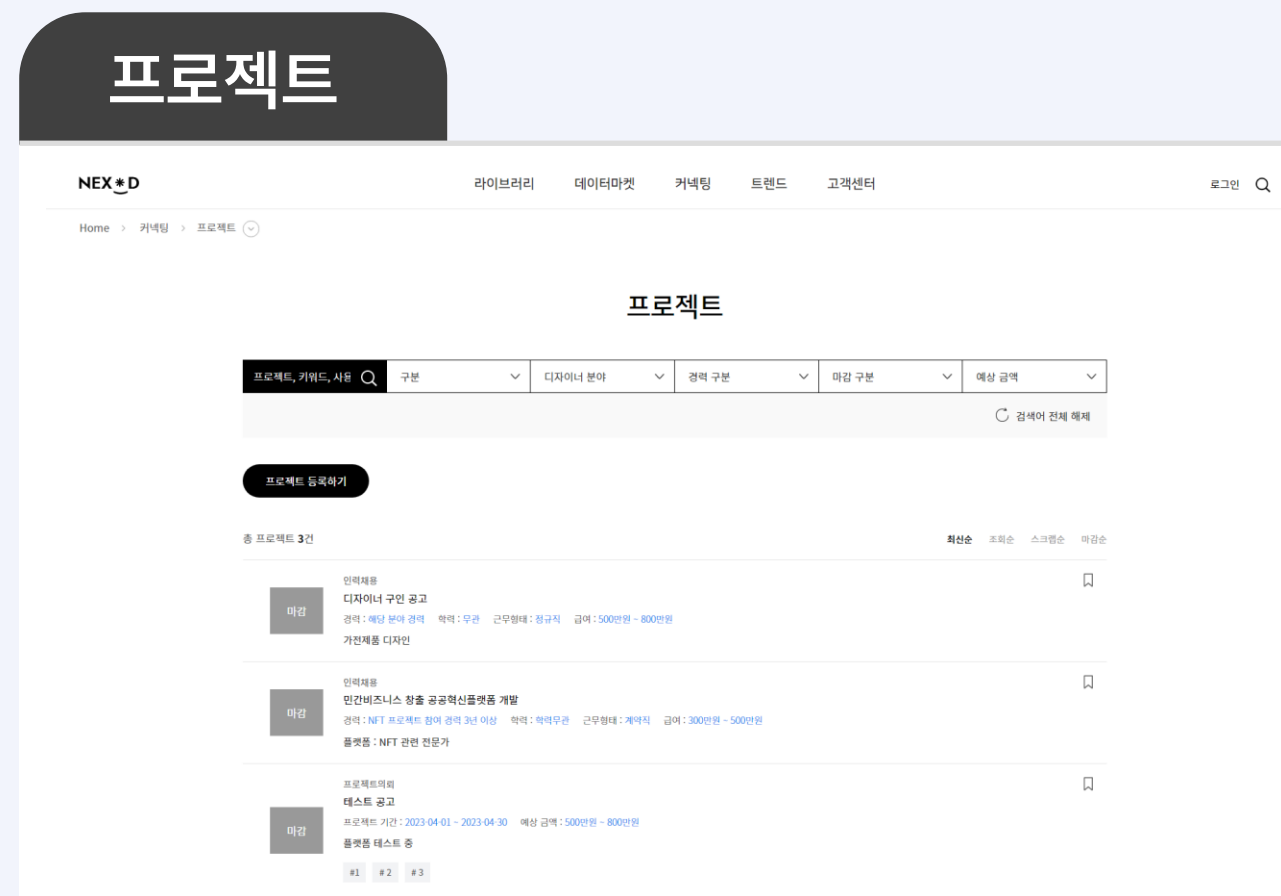 프로젝트
NEX*D 라이브러리 데이터마켓 커넥팅 트렌드 고객센터 로그인
Home > 커넥팅 > 프로젝트
프로젝트
프로젝트, 키워드, 사용 구분 디자이너 분야 경력 구분 마감 구분 예상 금액
검색어 전체 해제
프로젝트 등록하기
총 프로젝트 3건 최신순 조회순 스크랩순 마감순
인력채용
디자이너 구인 공고
마감
경력 : 해당 분야 경력 학력 : 무관 근무형태 : 정규직 급여 : 500만원 ~ 800만원
가전제품 디자인
인력채용
민간비즈니스 창출 공공혁신플랫폼 개발
마감
경력 : NFT 프로젝트 참여 경력 3년 이상 학력 : 학력무관 근무형태 : 계약직 급여 : 300만원 ~ 500만원
플랫폼 : NFT 관련 전문가
프로젝트의뢰
테스트 공고
프로젝트 기간 : 2023-04-01 ~ 2023-04-30 예상 금액 : 500만원 ~ 800만원
마감
플랫폼 테스트 중
#1 # 2 # 3